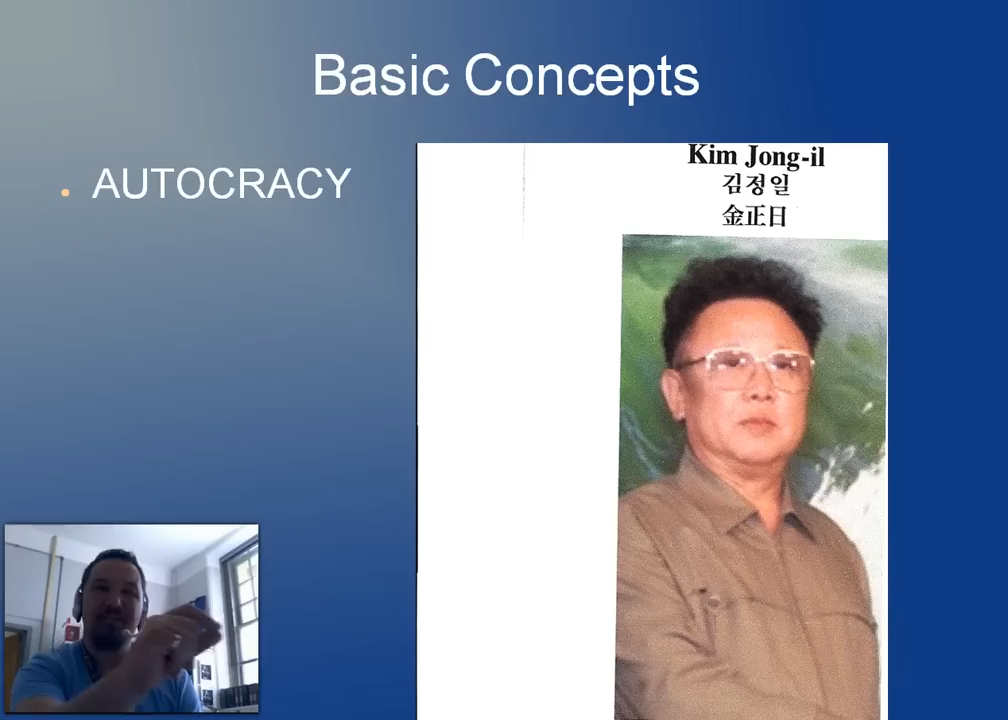 Basic Concepts
AUTOCRACY
Kim Jong-il
김정일
金正日